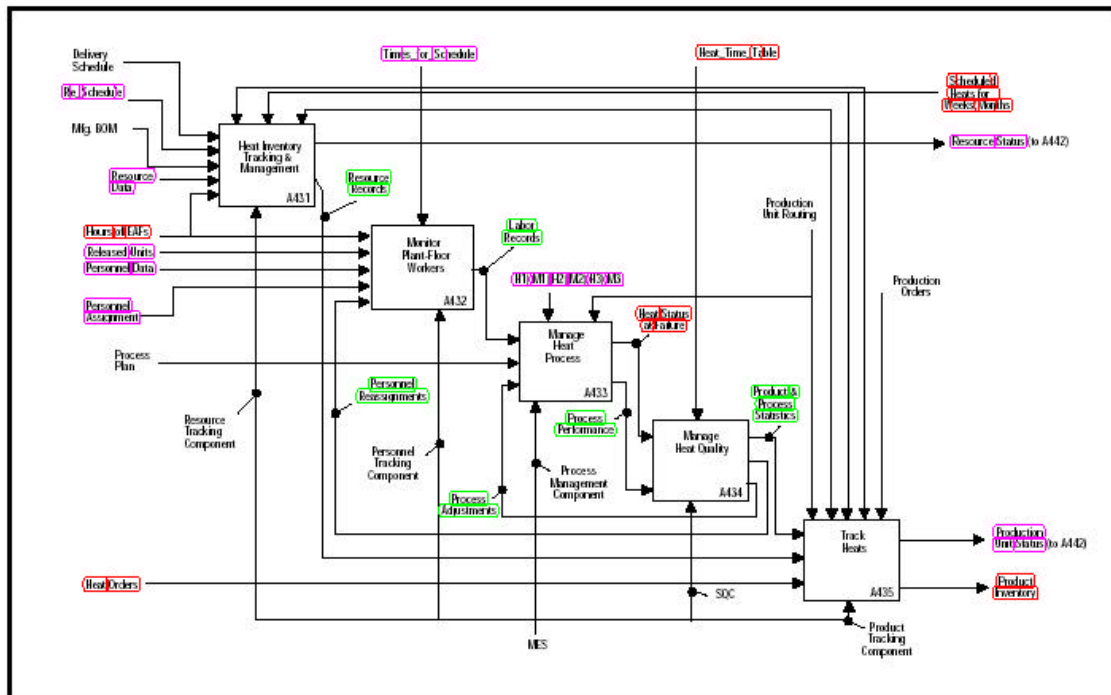 Delivery
Schedule
Rle_Schedule
Mfg. BOM
Resource
Data
Hours of EAFs
Released Units
Personnel Data
Personnel
Assignment
Process
Plan
Heat Orders
Times_for_Schedule
Heat_Time_Table
Scheduled
Heats for
Weeks, Months
Resource Status (to A442)
Heat Inventory
Tracking &
Management
A431
Resource
Records
Monitor
Plant-Floor
Workers
A432
Labor
Records
H1/M1, H2/M2, H3/M3
Production
Unit Routing
Production
Orders
Manage
Heat
Process
A433
Heat Status
at Failure
Personnel
Reassignments
Process
Performance
Product &
Process
Statistics
Manage
Heat Quality
A434
Resource
Tracking
Component
Personnel
Tracking
Component
Process
Management
Component
Process
Adjustments
Track
Heats
A435
Production
Unit Status (to A442)
Product
Inventory
SQC
MES
Product
Tracking
Component